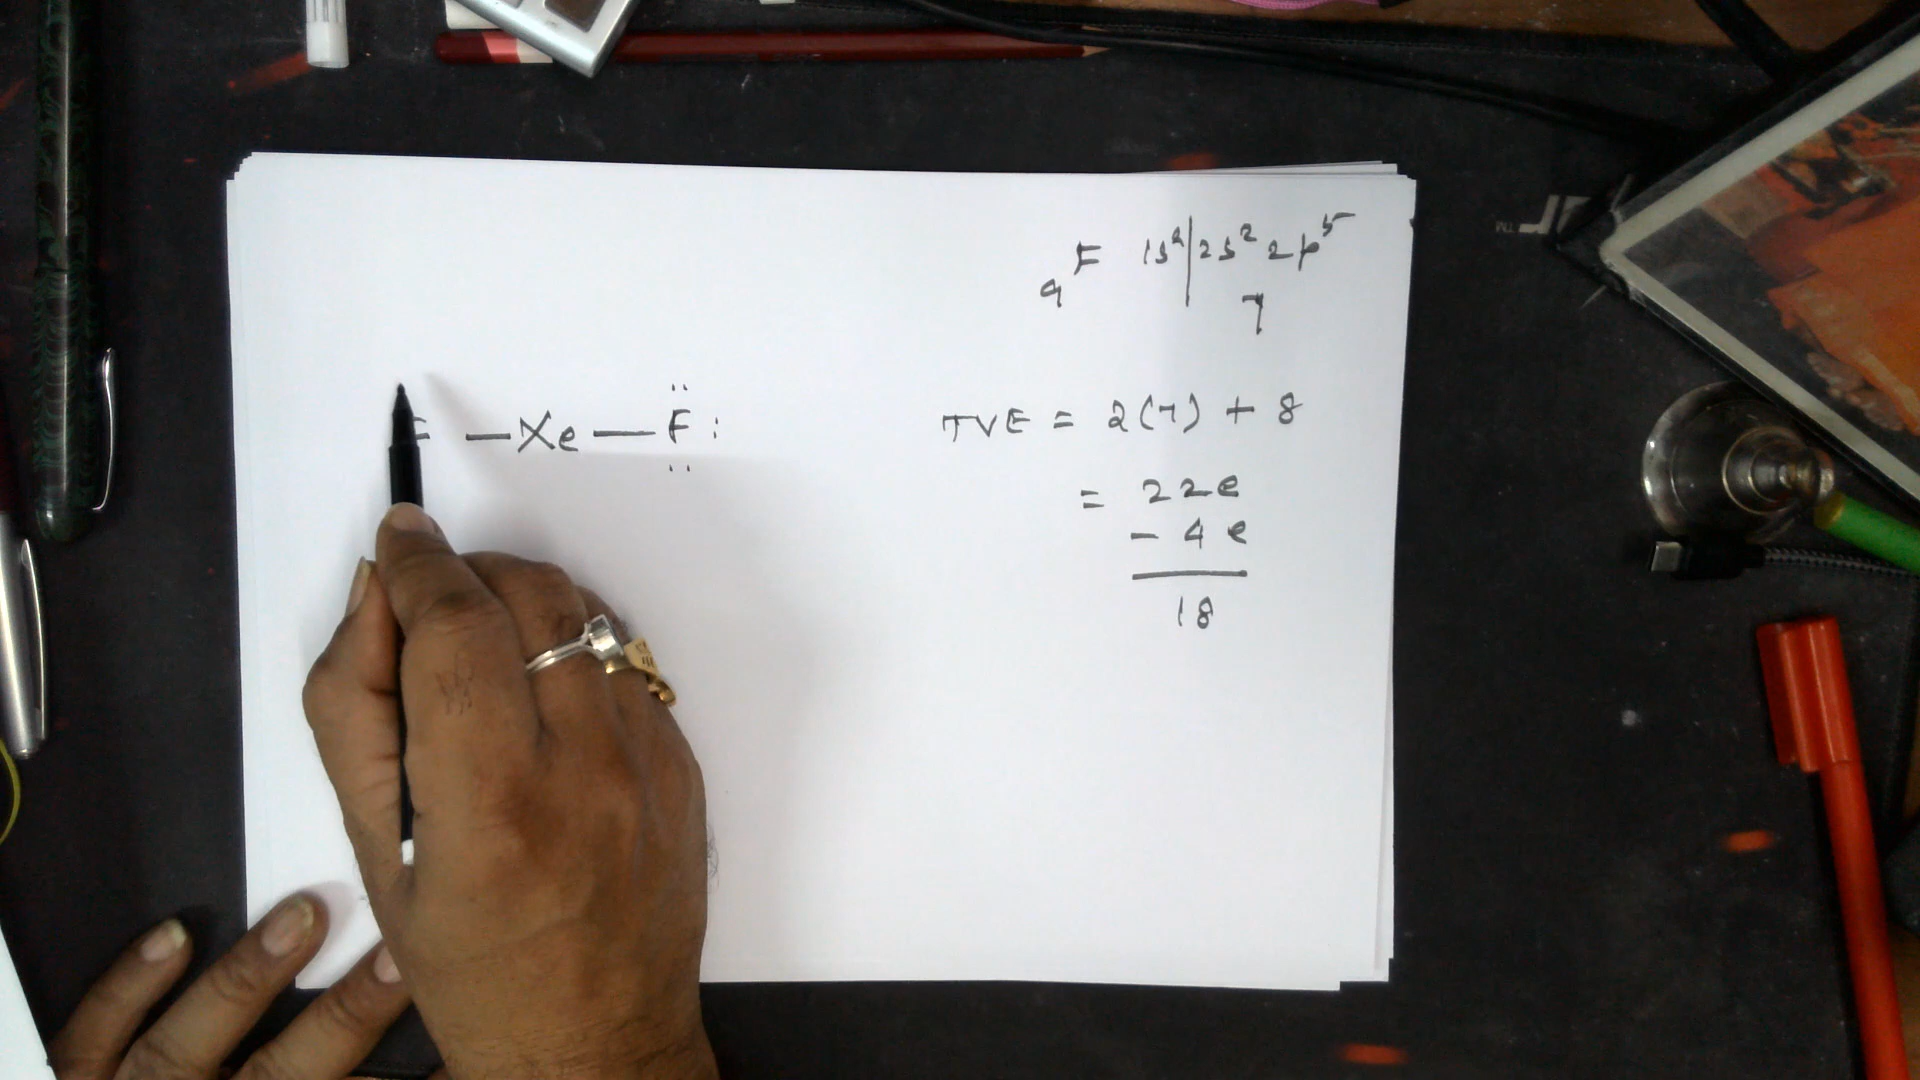 ₉F 1s²|2s² 2p⁵
7
F — Xe — F̤̈ :
TVE = 2(7) + 8
= 22e
- 4e
18